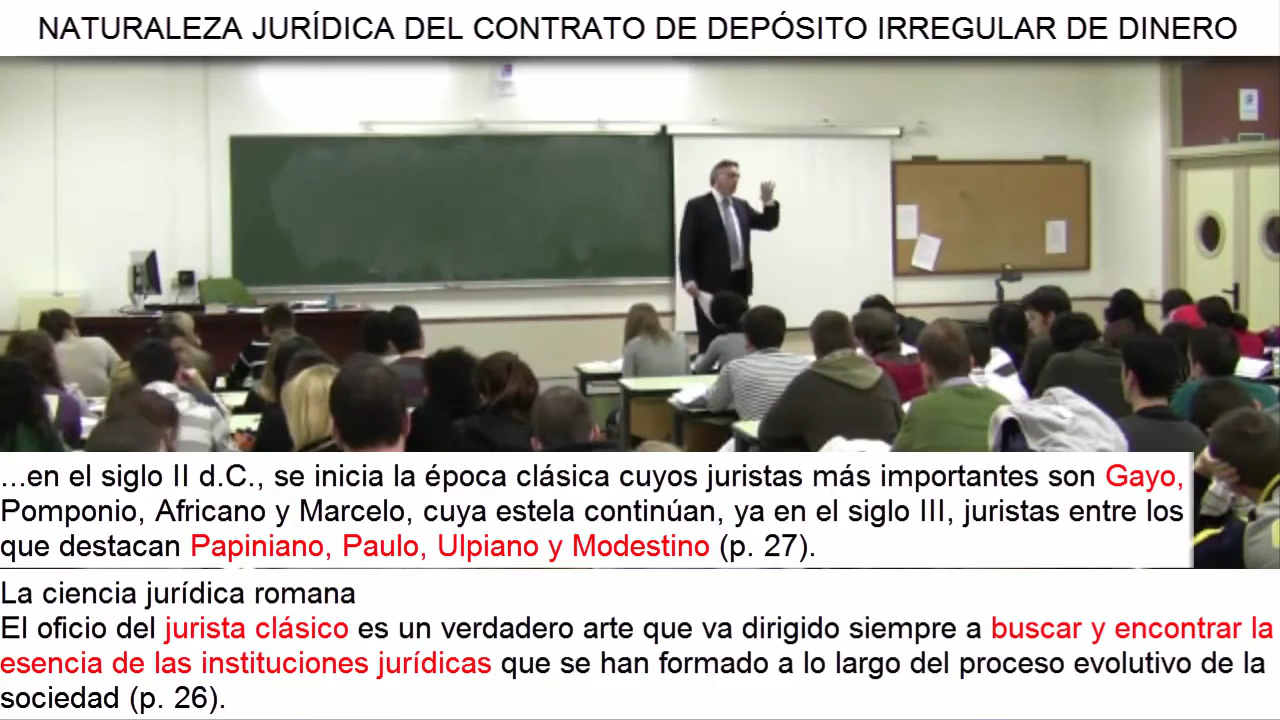 NATURALEZA JURÍDICA DEL CONTRATO DE DEPÓSITO IRREGULAR DE DINERO
...en el siglo II d.C., se inicia la época clásica cuyos juristas más importantes son Gayo,
Pomponio, Africano y Marcelo, cuya estela continúan, ya en el siglo III, juristas entre los
que destacan Papiniano, Paulo, Ulpiano y Modestino (p. 27).
La ciencia jurídica romana
El oficio del jurista clásico es un verdadero arte que va dirigido siempre a buscar y encontrar la
esencia de las instituciones jurídicas que se han formado a lo largo del proceso evolutivo de la
sociedad (p. 26).